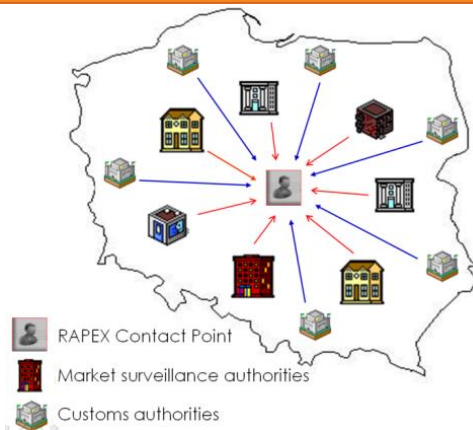 RAPEX Contact Point
Market surveillance authorities
Customs authorities